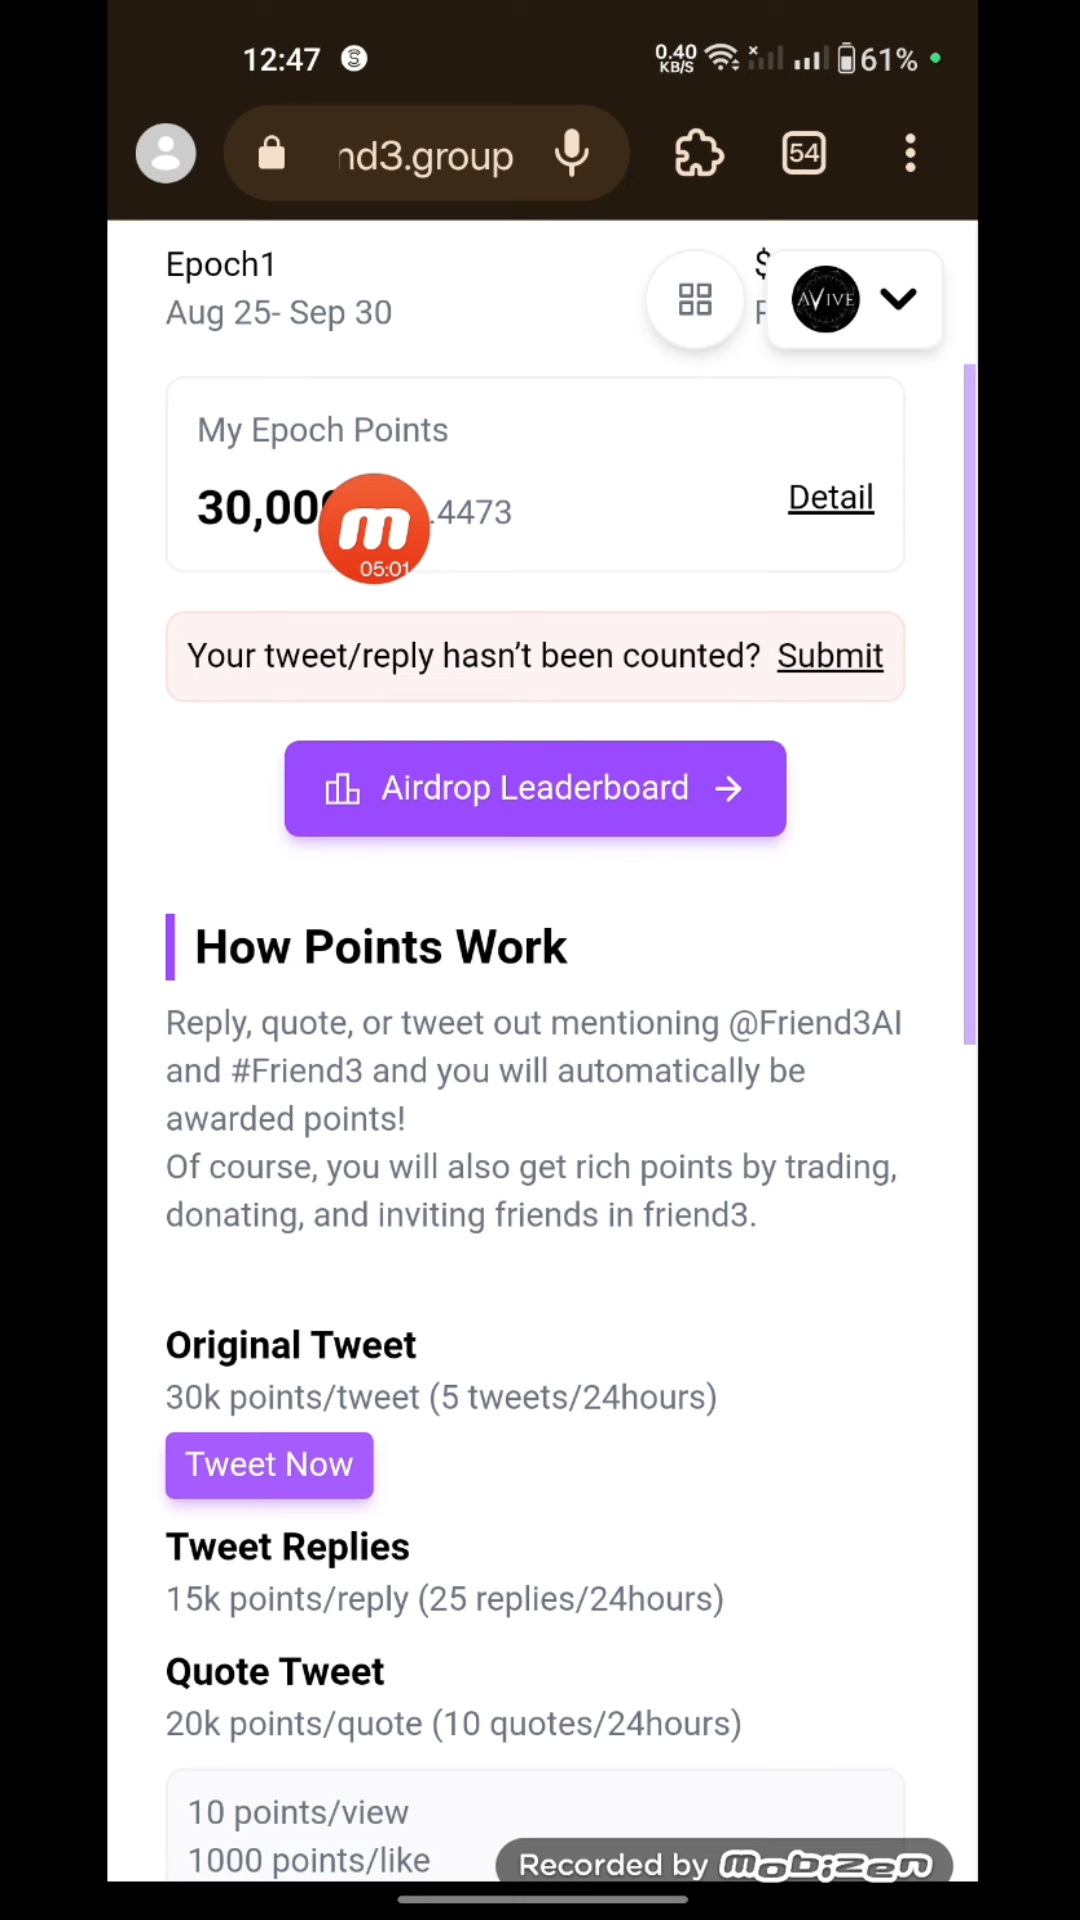 12:47 S 0.40 KB/S 61%
nd3.group 54
Epoch1 $
Aug 25- Sep 30
AVIVE
My Epoch Points
30,00 .4473 Detail
m
05:01
Your tweet/reply hasn't been counted? Submit
Airdrop Leaderboard →
How Points Work
Reply, quote, or tweet out mentioning @Friend3AI
and #Friend3 and you will automatically be
awarded points!
Of course, you will also get rich points by trading,
donating, and inviting friends in friend3.
Original Tweet
30k points/tweet (5 tweets/24hours)
Tweet Now
Tweet Replies
15k points/reply (25 replies/24hours)
Quote Tweet
20k points/quote (10 quotes/24hours)
10 points/view
1000 points/like
Recorded by mobizen